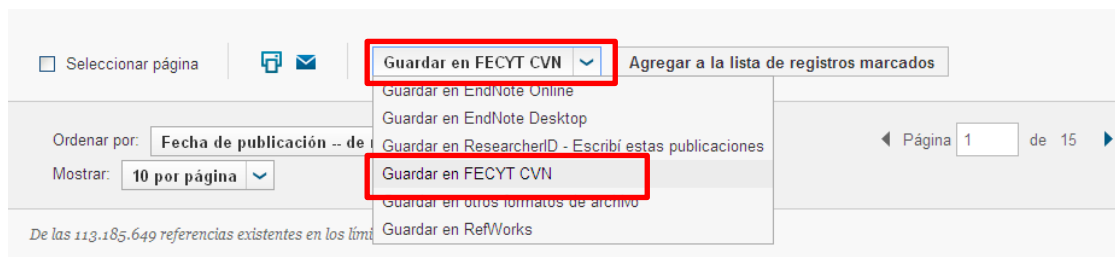 Seleccionar página
Guardar en FECYT CVN
Agregar a la lista de registros marcados
Guardar en EndNote Online
Guardar en EndNote Desktop
Guardar en ResearcherID - Escribí estas publicaciones
Guardar en FECYT CVN
Guardar en otros formatos de archivo
Guardar en RefWorks
Ordenar por: Fecha de publicación -- de
Mostrar: 10 por página
Página 1 de 15
De las 113.185.649 referencias existentes en los